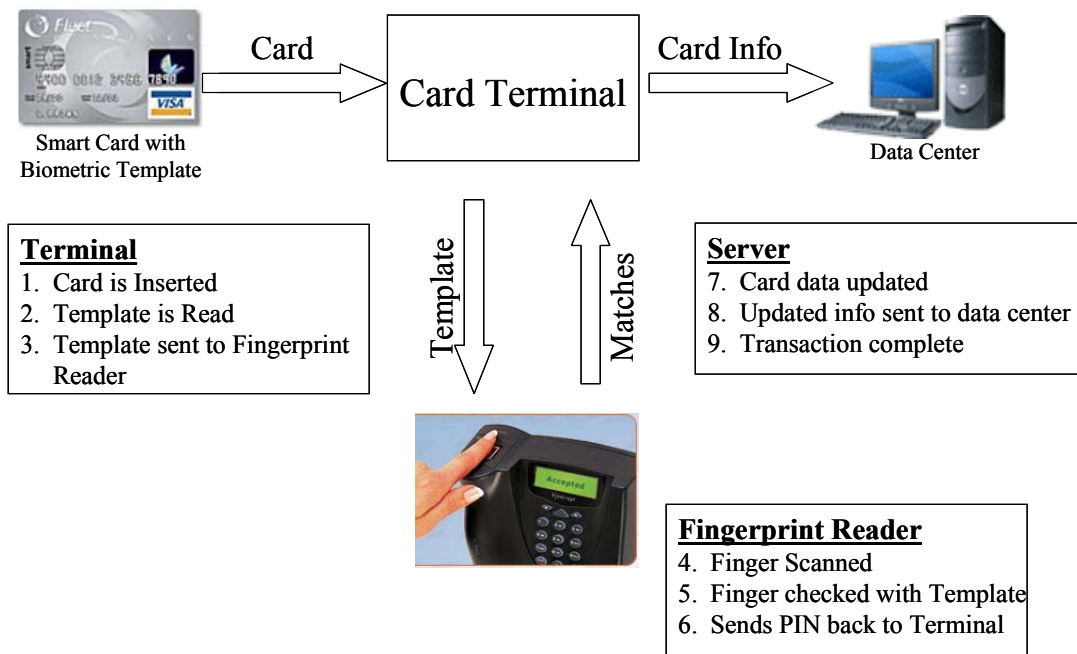 Fleet
Card
Card Info
Card Terminal
VISA
Smart Card with
Biometric Template
Data Center
Terminal
1. Card is Inserted
2. Template is Read
3. Template sent to Fingerprint
Reader
Template
Matches
Server
7. Card data updated
8. Updated info sent to data center
9. Transaction complete
Accepted
Fingerprint Reader
4. Finger Scanned
5. Finger checked with Template
6. Sends PIN back to Terminal